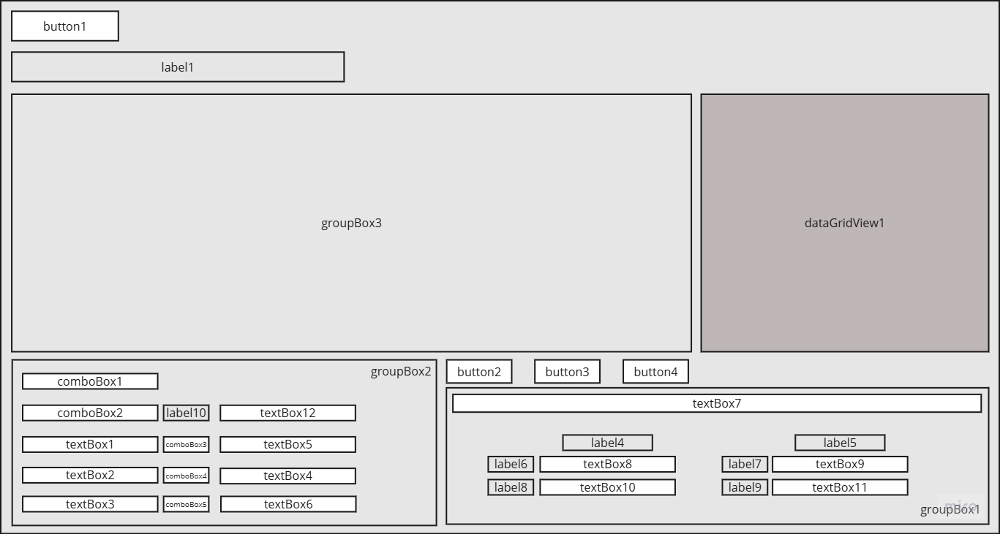 button1
label1
groupBox3
dataGridView1
groupBox2
comboBox1
comboBox2
label10
textBox12
textBox1
comboBox3
textBox5
textBox2
comboBox4
textBox4
textBox3
comboBox5
textBox6
button2
button3
button4
textBox7
label4
label5
label6
textBox8
label7
textBox9
label8
textBox10
label9
textBox11
groupBox1
miro